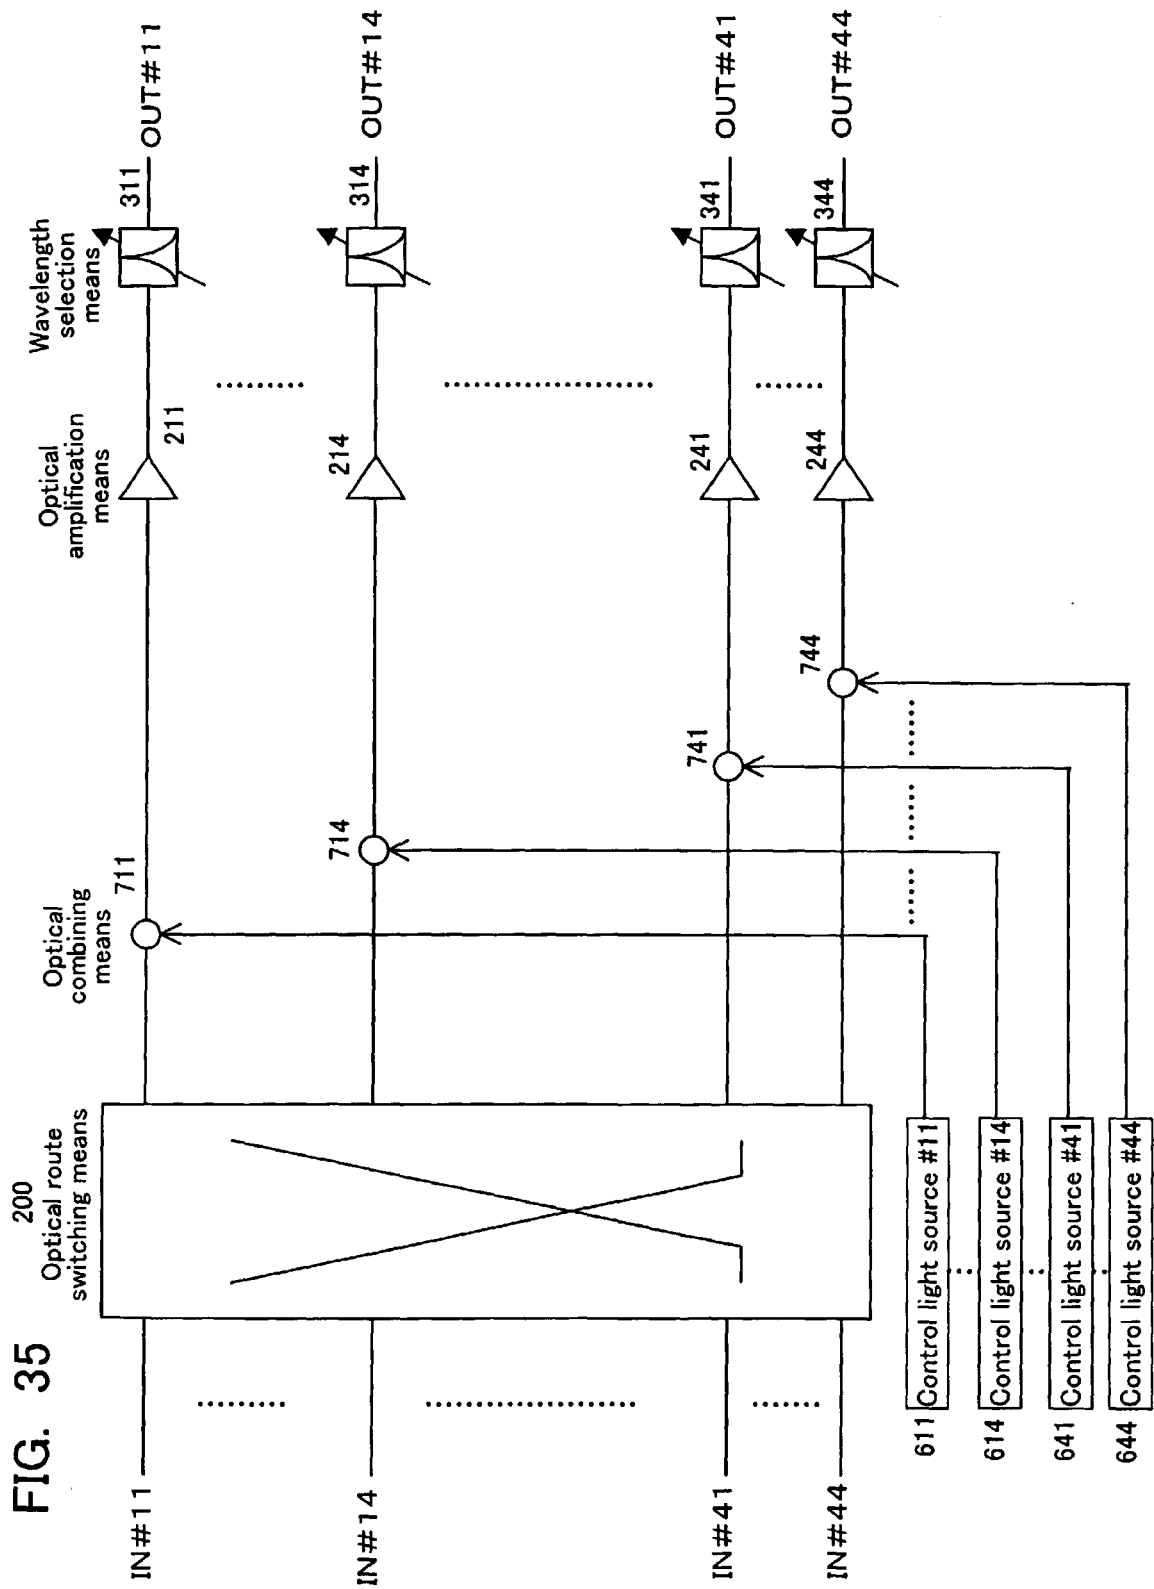 FIG. 35
200
Optical route
switching means
Optical
combining
means
Optical
amplification
means
Wavelength
selection
means
IN#11
711
211
311
OUT#11
IN#14
714
214
314
OUT#14
IN#41
741
241
341
OUT#41
IN#44
744
244
344
OUT#44
611
Control light source #11
614
Control light source #14
641
Control light source #41
644
Control light source #44